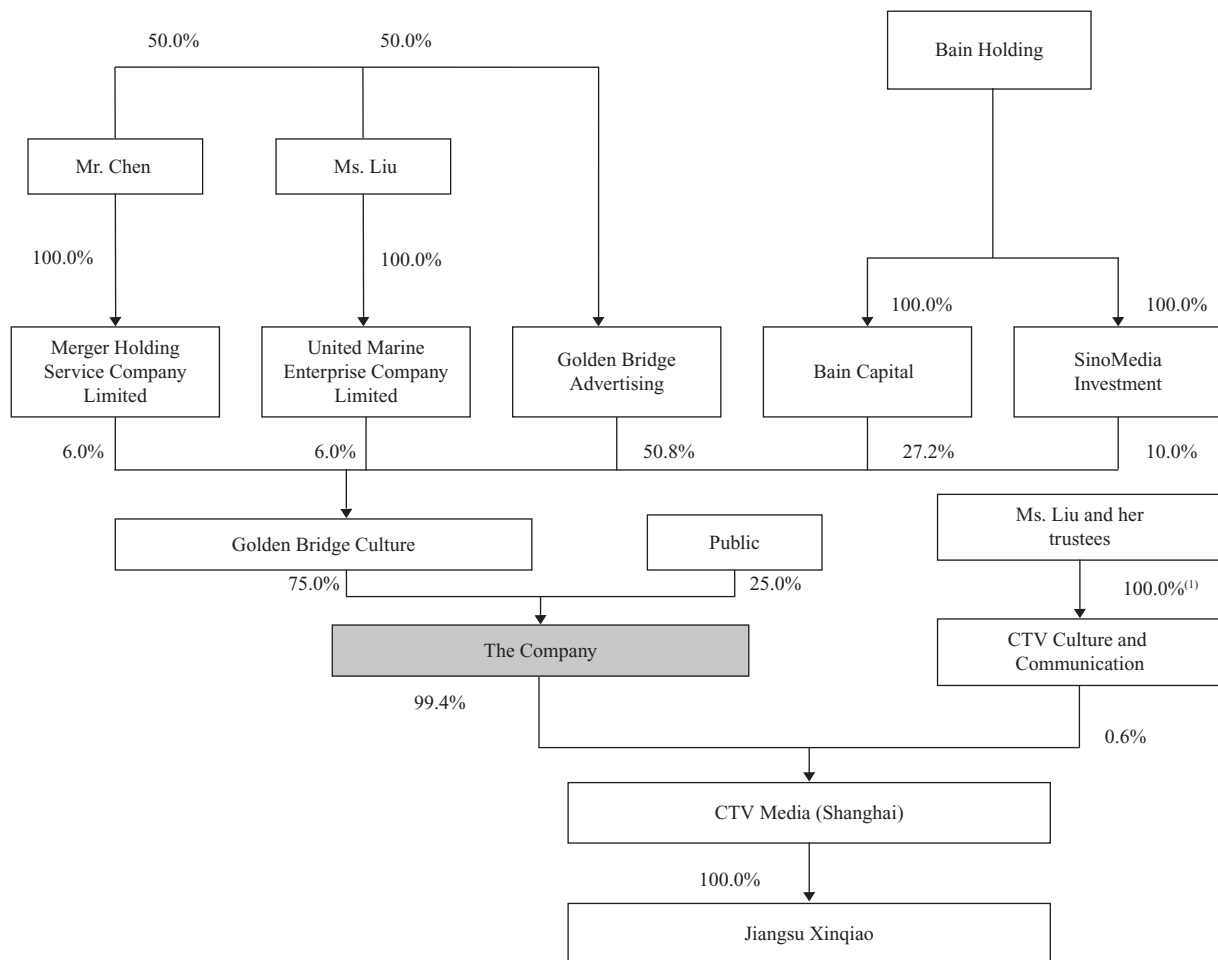 50.0%
50.0%
Bain Holding
Mr. Chen
Ms. Liu
100.0%
100.0%
100.0%
100.0%
Merger Holding
Service Company
Limited
United Marine
Enterprise Company
Limited
Golden Bridge
Advertising
Bain Capital
SinoMedia
Investment
6.0%
6.0%
50.8%
27.2%
10.0%
Golden Bridge Culture
Public
Ms. Liu and her
trustees
75.0%
25.0%
100.0%(1)
The Company
CTV Culture and
Communication
99.4%
0.6%
CTV Media (Shanghai)
100.0%
Jiangsu Xinqiao